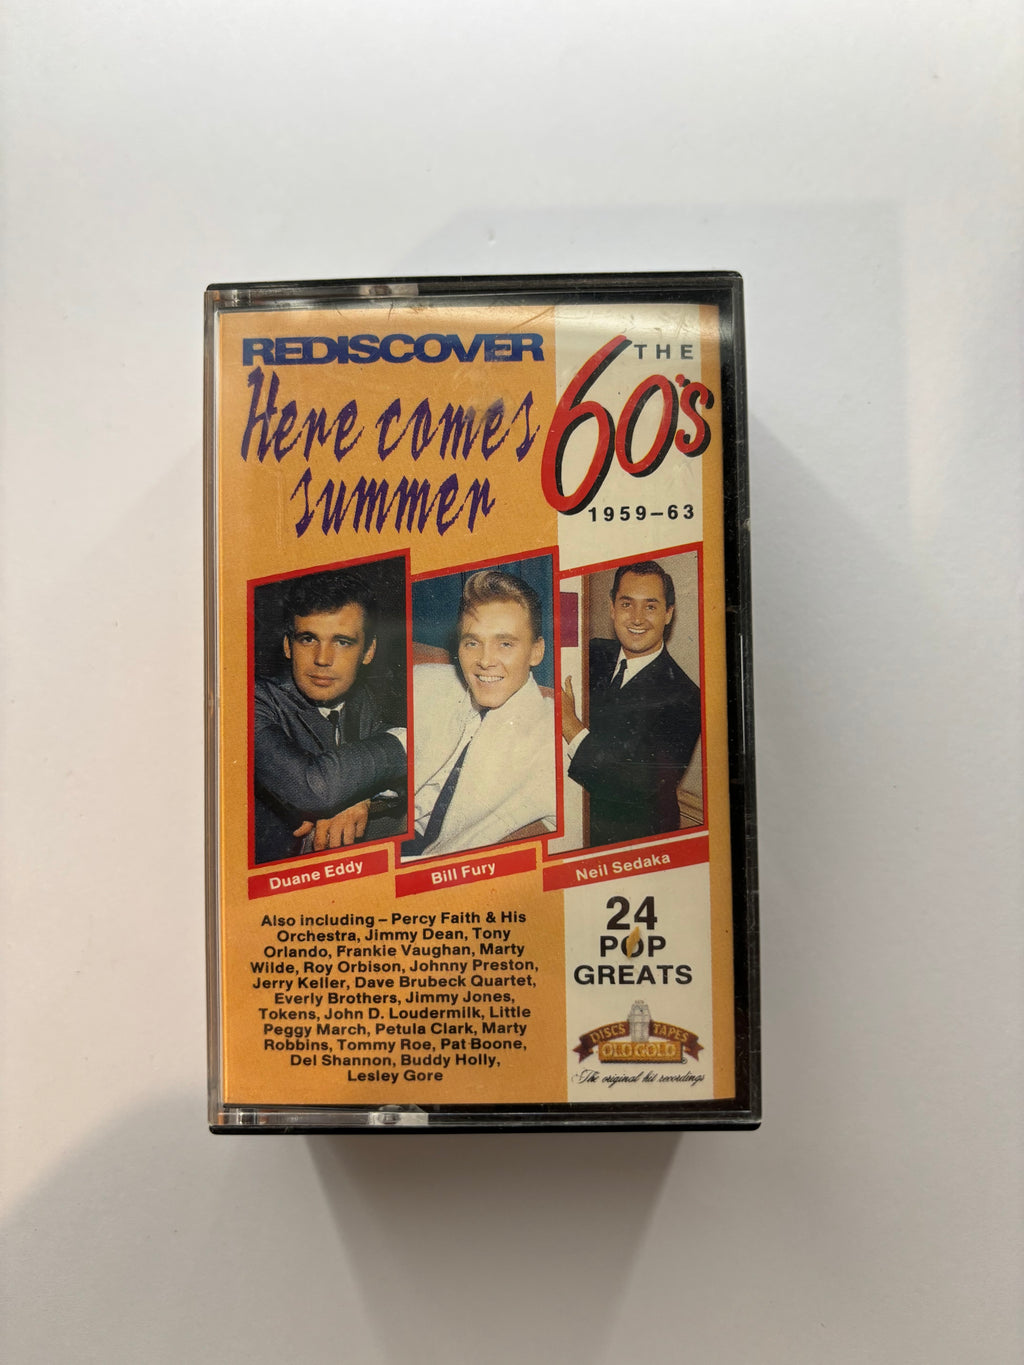 REDISCOVER
Here comes
summer
THE
60's
1959–63
Duane Eddy
Bill Fury
Neil Sedaka
Also including – Percy Faith & His
Orchestra, Jimmy Dean, Tony
Orlando, Frankie Vaughan, Marty
Wilde, Roy Orbison, Johnny Preston,
Jerry Keller, Dave Brubeck Quartet,
Everly Brothers, Jimmy Jones,
Tokens, John D. Loudermilk, Little
Peggy March, Petula Clark, Marty
Robbins, Tommy Roe, Pat Boone,
Del Shannon, Buddy Holly,
Lesley Gore
24
POP
GREATS
DISCS TAPES
OLD GOLD
The original hit recordings